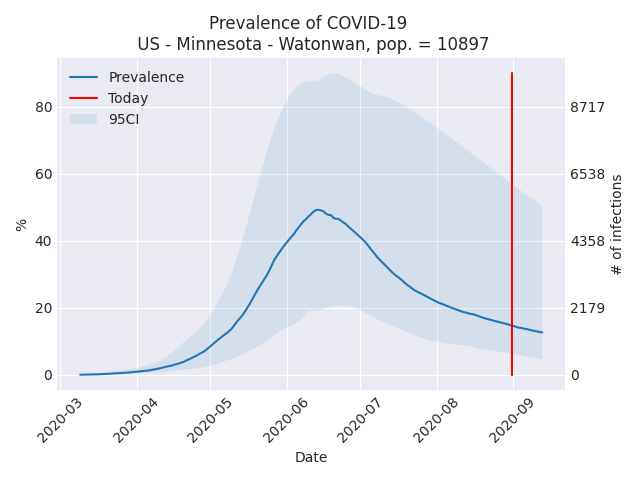 Prevalence of COVID-19
US - Minnesota - Watonwan, pop. = 10897
Prevalence
Today
95CI
80
60
40
20
0
%
8717
6538
4358
2179
0
# of infections
2020-03
2020-04
2020-05
2020-06
2020-07
2020-08
2020-09
Date